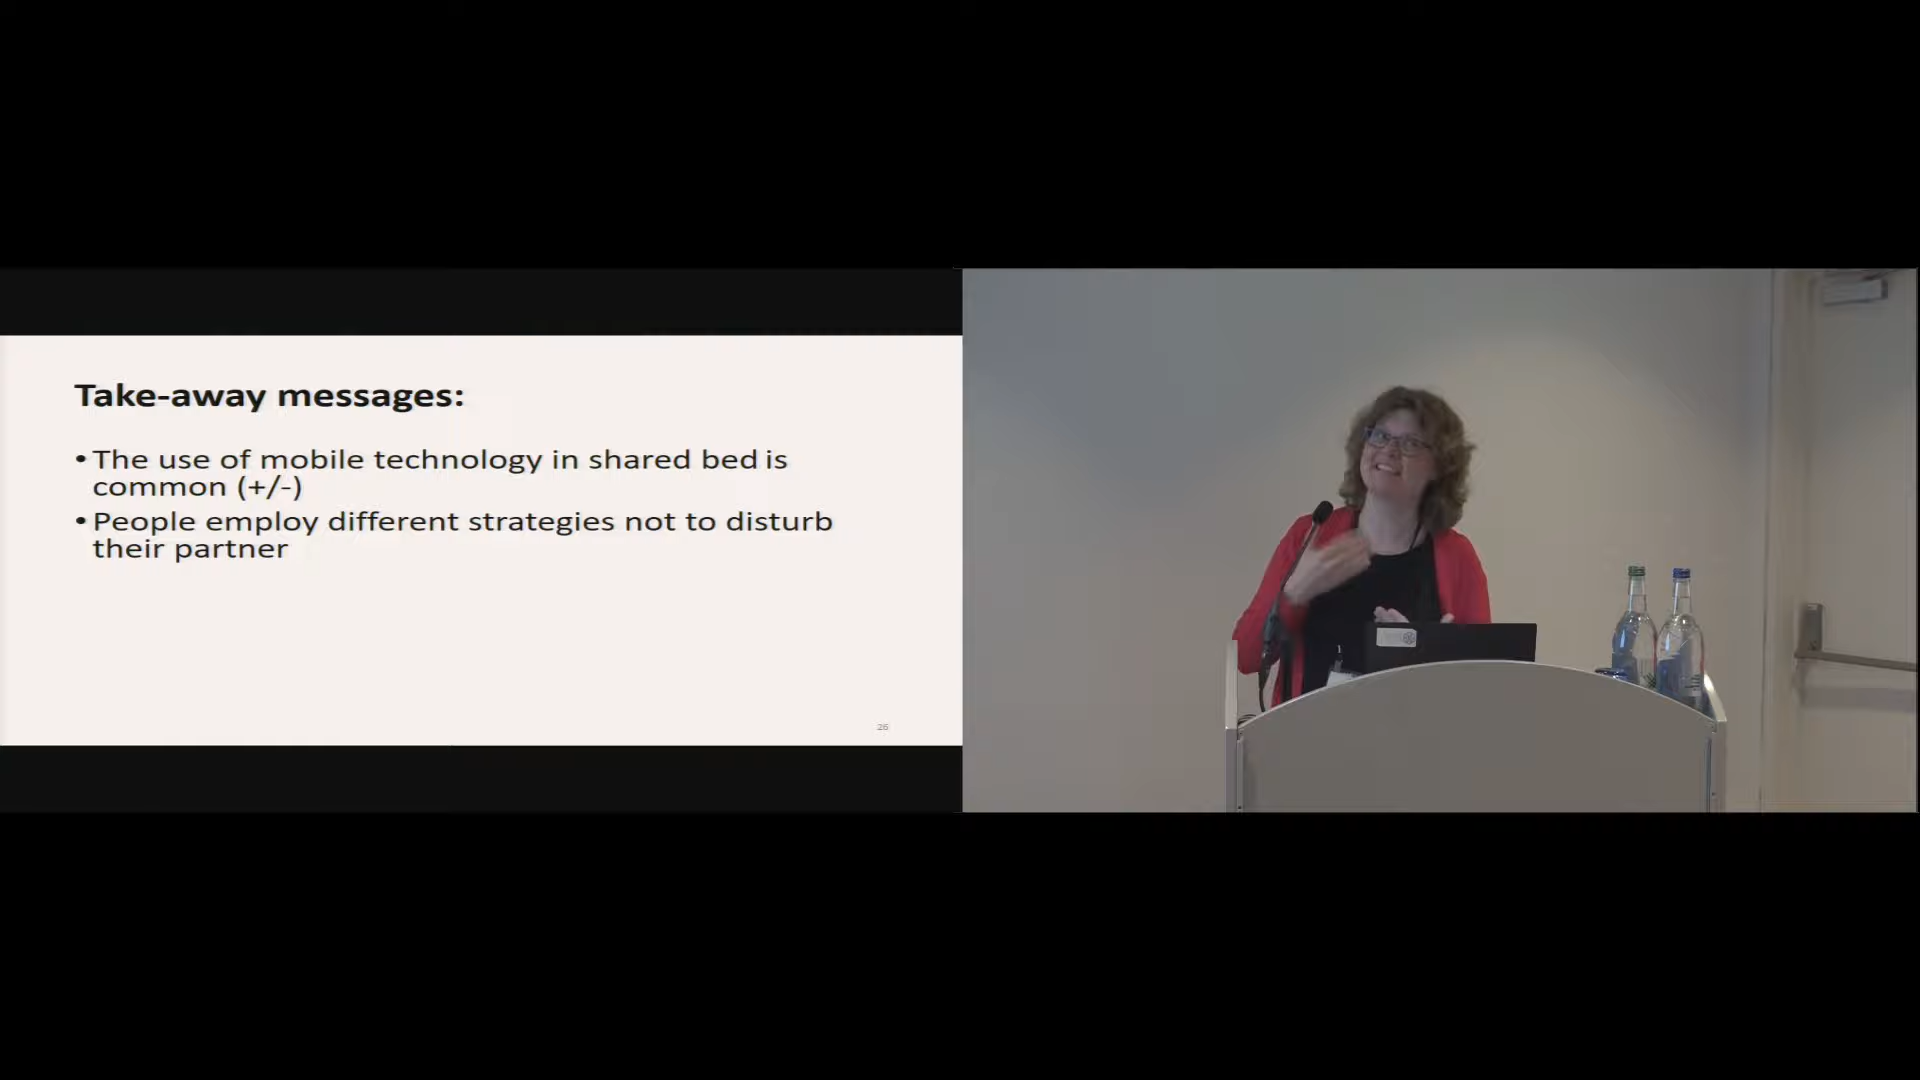 Take-away messages:
•The use of mobile technology in shared bed is
common (+/-)
•People employ different strategies not to disturb
their partner
26